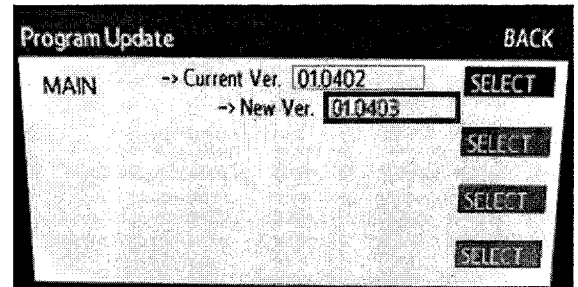 Program Update BACK
MAIN -> Current Ver. 010402 SELECT
-> New Ver. 010403
SELECT
SELECT
SELECT